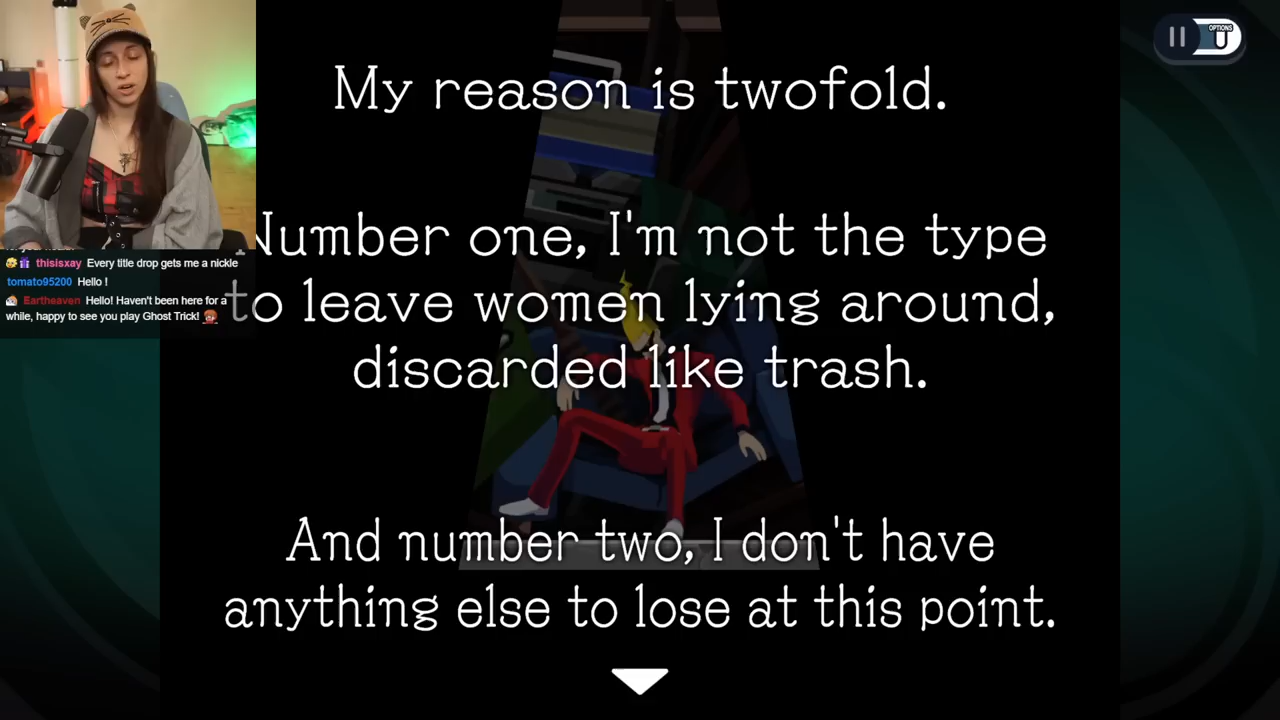 OPTIONS
My reason is twofold.
Number one, I'm not the type
to leave women lying around,
discarded like trash.
And number two, I don't have
anything else to lose at this point.
thisisxay Every title drop gets me a nickle
tomato95200 Hello !
Eartheaven Hello! Haven't been here for a
while, happy to see you play Ghost Trick!